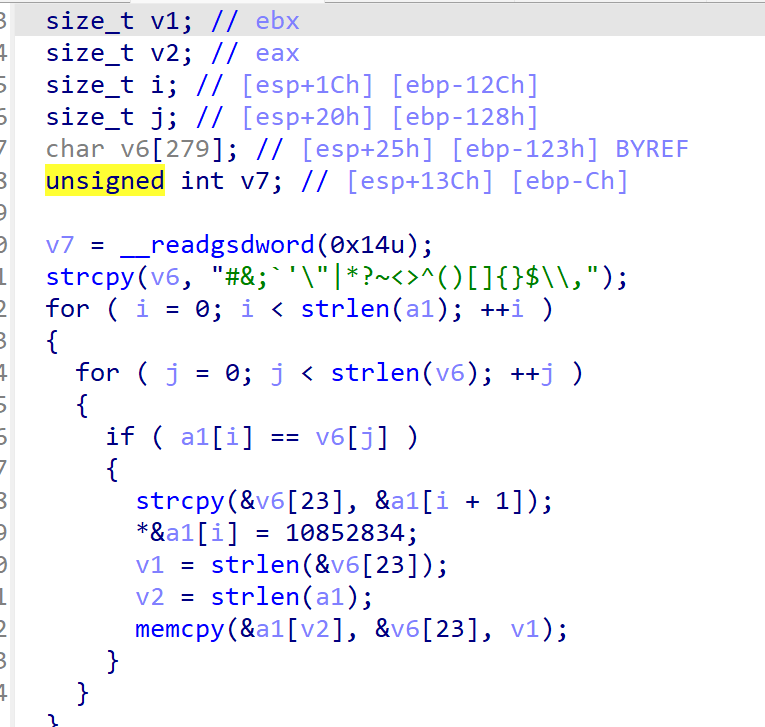 3 size_t v1; // ebx
4 size_t v2; // eax
5 size_t i; // [esp+1Ch] [ebp-12Ch]
6 size_t j; // [esp+20h] [ebp-128h]
7 char v6[279]; // [esp+25h] [ebp-123h] BYREF
8 unsigned int v7; // [esp+13Ch] [ebp-Ch]
9
0 v7 = __readgsdword(0x14u);
1 strcpy(v6, "#&;`'\"|*?~<>^()[]{}$\\,");
2 for ( i = 0; i < strlen(a1); ++i )
3 {
4 for ( j = 0; j < strlen(v6); ++j )
5 {
6 if ( a1[i] == v6[j] )
7 {
8 strcpy(&v6[23], &a1[i + 1]);
9 *&a1[i] = 10852834;
0 v1 = strlen(&v6[23]);
1 v2 = strlen(a1);
2 memcpy(&a1[v2], &v6[23], v1);
3 }
4 }
}